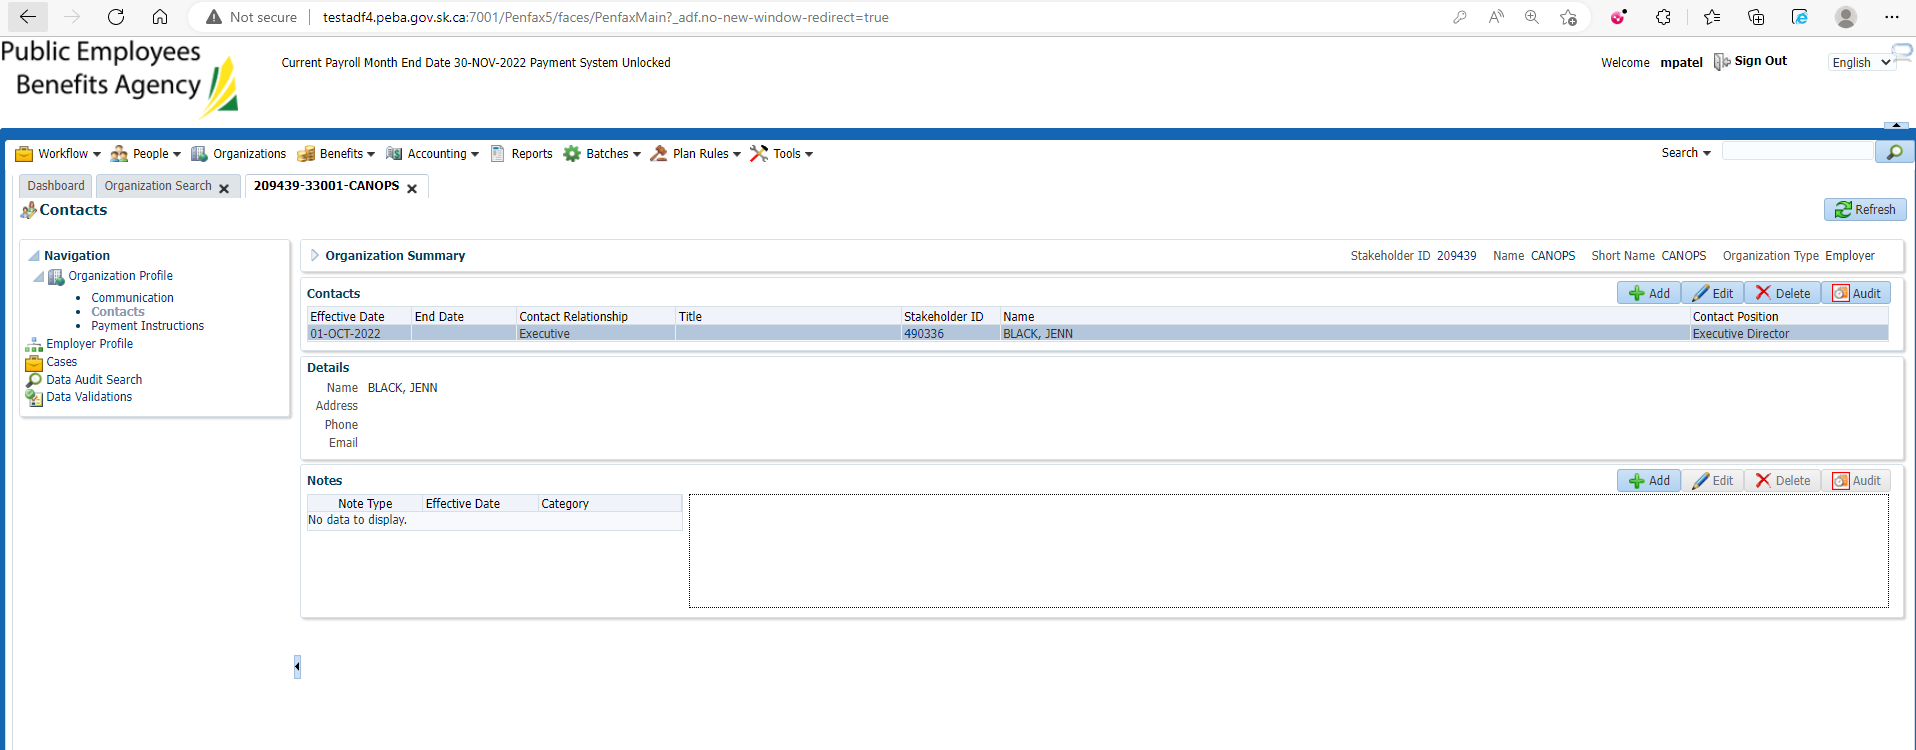 Not secure testadf4.peba.gov.sk.ca:7001/Penfax5/faces/PenfaxMain?_adf.no-new-window-redirect=true
Public Employees
Benefits Agency
Current Payroll Month End Date 30-NOV-2022 Payment System Unlocked
Welcome mpatel Sign Out English
Workflow People Organizations Benefits Accounting Reports Batches Plan Rules Tools Search
Dashboard Organization Search 209439-33001-CANOPS
Contacts
Refresh
Navigation
Organization Profile
Communication
Contacts
Payment Instructions
Employer Profile
Cases
Data Audit Search
Data Validations
Organization Summary Stakeholder ID 209439 Name CANOPS Short Name CANOPS Organization Type Employer
Contacts Add Edit Delete Audit
Effective Date End Date Contact Relationship Title Stakeholder ID Name Contact Position
01-OCT-2022 Executive 490336 BLACK, JENN Executive Director
Details
Name BLACK, JENN
Address
Phone
Email
Notes Add Edit Delete Audit
Note Type Effective Date Category
No data to display.